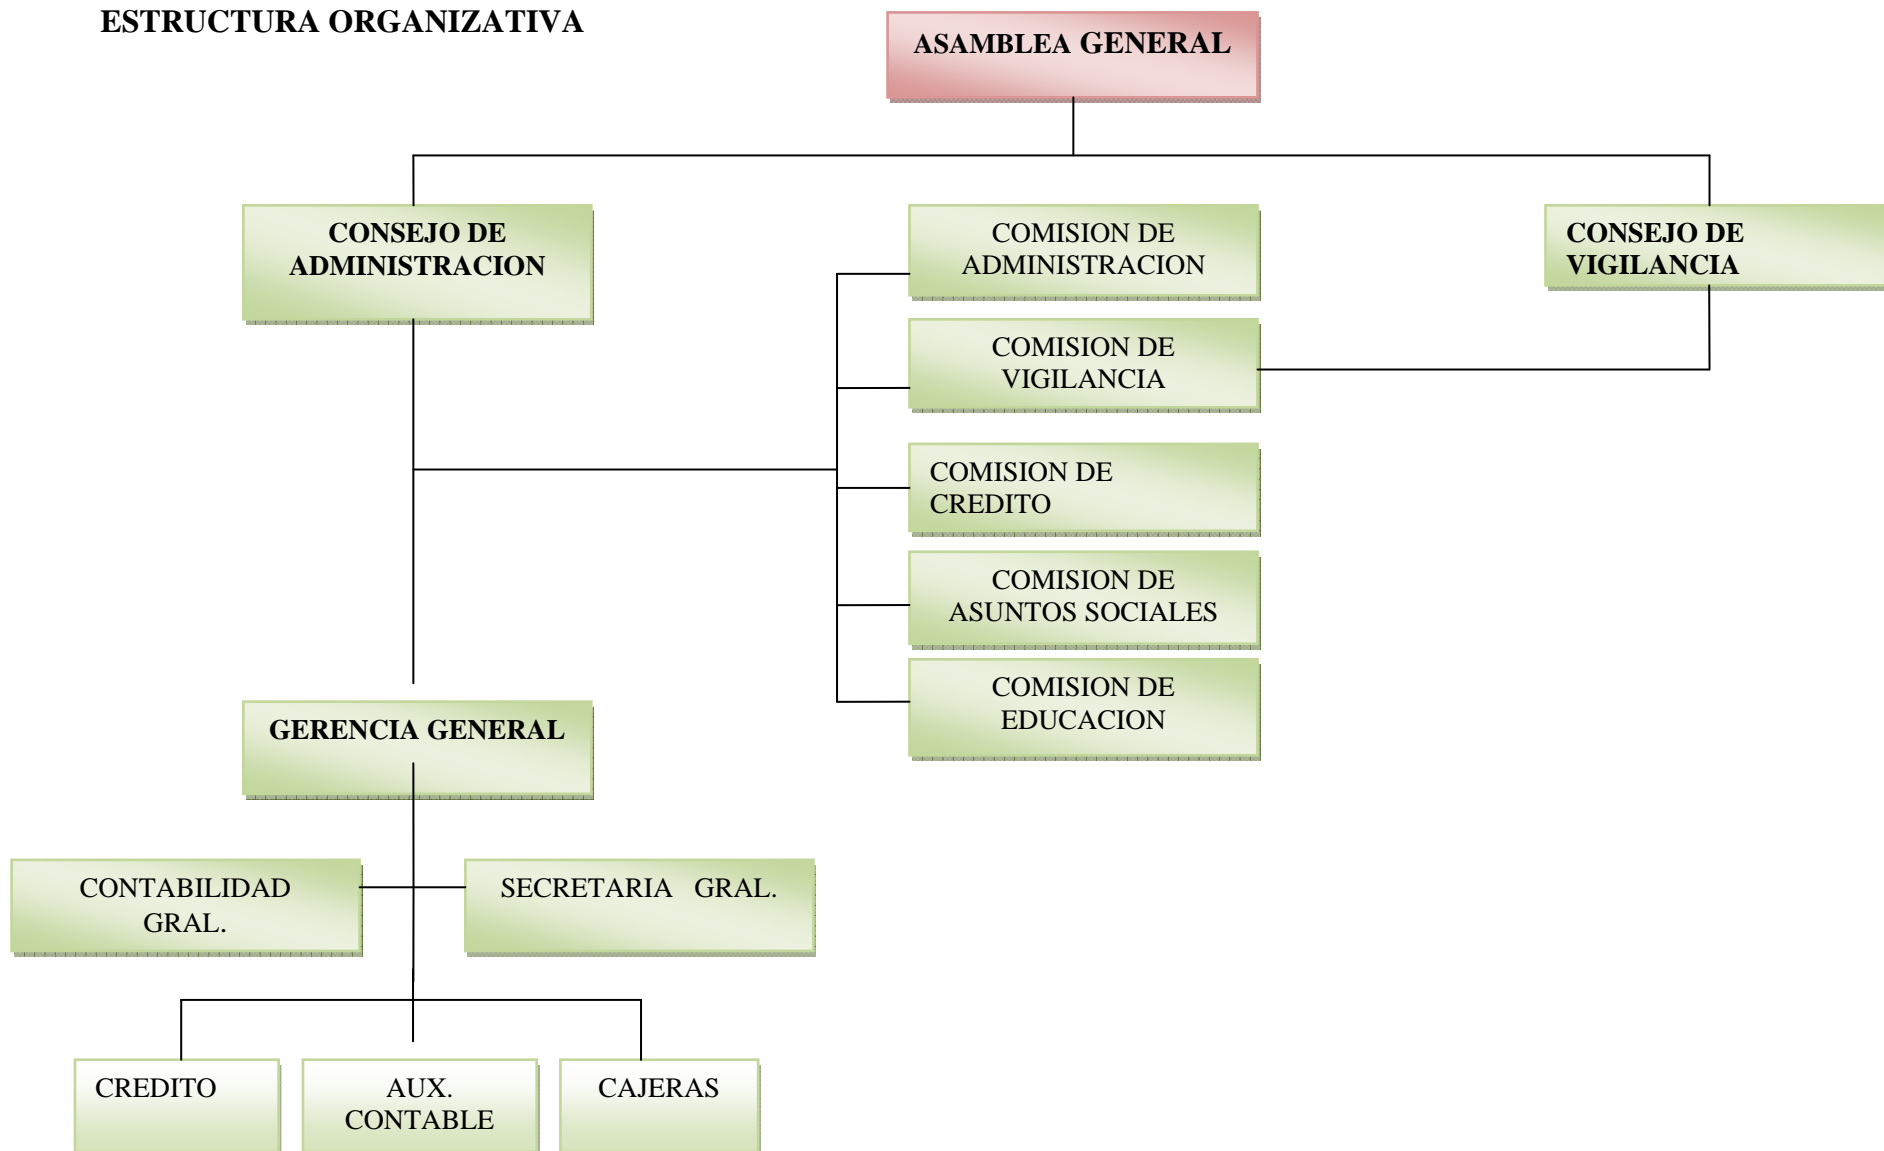 ESTRUCTURA ORGANIZATIVA
ASAMBLEA GENERAL
CONSEJO DE
ADMINISTRACION
COMISION DE
ADMINISTRACION
CONSEJO DE
VIGILANCIA
COMISION DE
VIGILANCIA
COMISION DE
CREDITO
COMISION DE
ASUNTOS SOCIALES
COMISION DE
EDUCACION
GERENCIA GENERAL
CONTABILIDAD
GRAL.
SECRETARIA GRAL.
CREDITO
AUX.
CONTABLE
CAJERAS